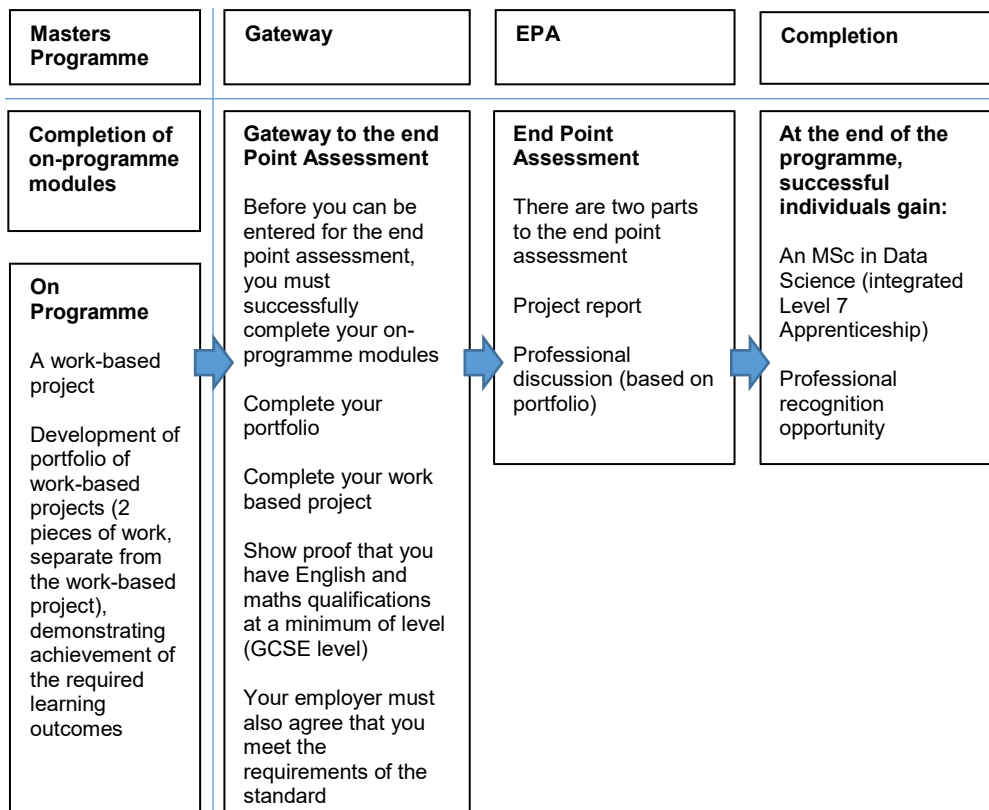 Masters
Programme
Gateway
EPA
Completion
Completion of
on-programme
modules
On
Programme
A work-based
project
Development of
portfolio of
work-based
projects (2
pieces of work,
separate from
the work-based
project),
demonstrating
achievement of
the required
learning
outcomes
Gateway to the end
Point Assessment
Before you can be
entered for the end
point assessment,
you must
successfully
complete your on-
programme modules
Complete your
portfolio
Complete your work
based project
Show proof that you
have English and
maths qualifications
at a minimum of level
(GCSE level)
Your employer must
also agree that you
meet the
requirements of the
standard
End Point
Assessment
There are two parts
to the end point
assessment
Project report
Professional
discussion (based on
portfolio)
At the end of the
programme,
successful
individuals gain:
An MSc in Data
Science (integrated
Level 7
Apprenticeship)
Professional
recognition
opportunity